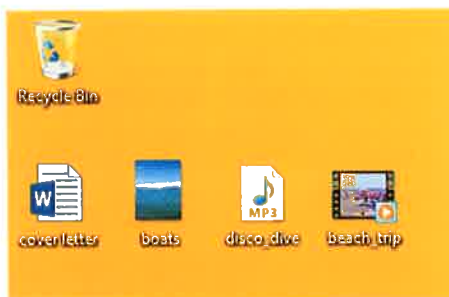 Recycle Bin
W
MP3
cover letter
boats
disco_dive
beach_trip